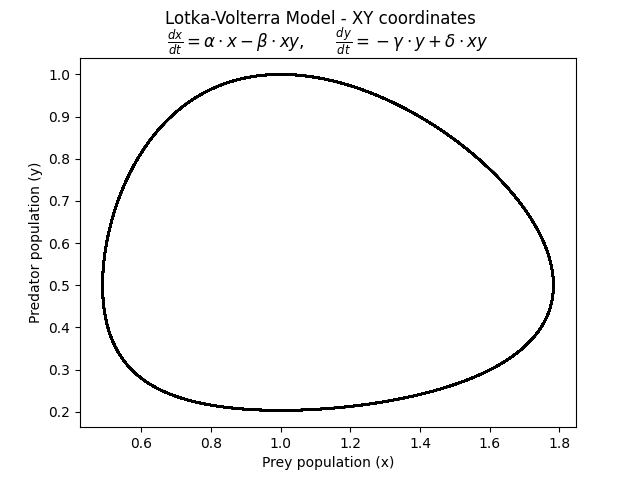 Lotka-Volterra Model - XY coordinates
dx/dt = α · x − β · xy,    dy/dt = −γ · y + δ · xy
1.0
0.9
0.8
0.7
0.6
0.5
0.4
0.3
0.2
Predator population (y)
0.6 0.8 1.0 1.2 1.4 1.6 1.8
Prey population (x)